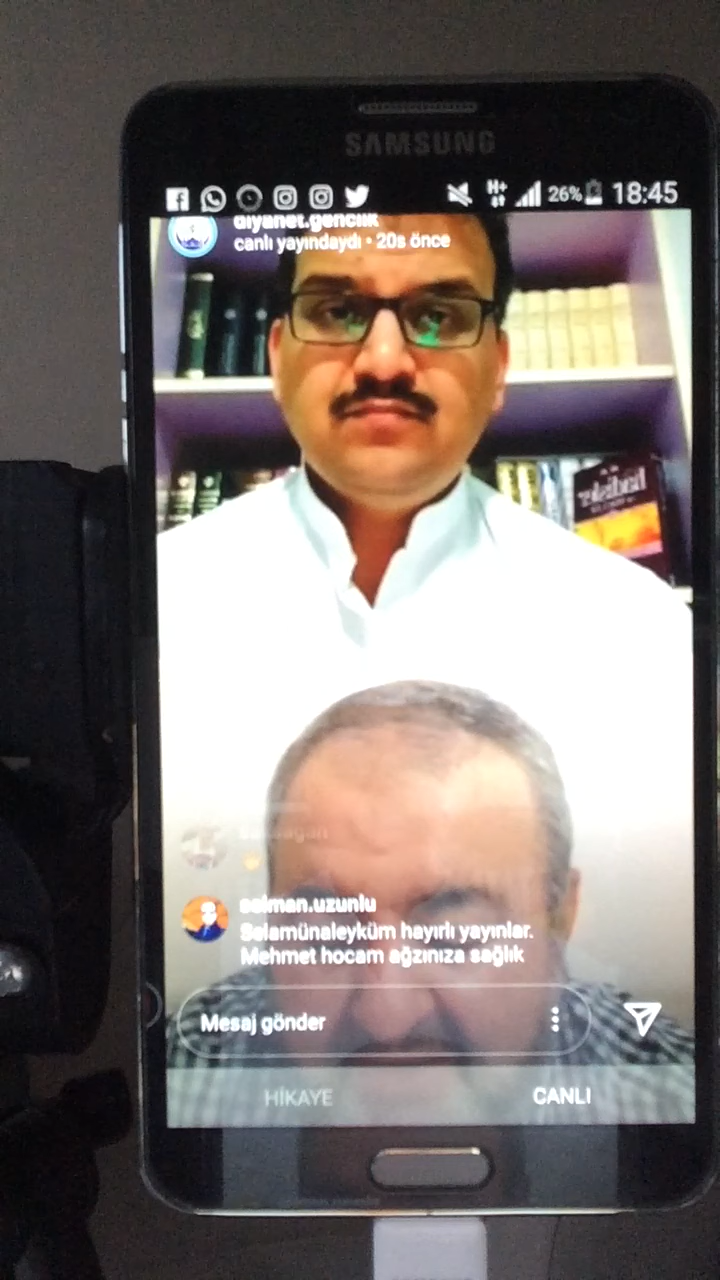 SAMSUNG
H+ 26% 18:45
diyanet.genclik
canlı yayındaydı • 20s önce
selman.uzunlu
Selamünaleyküm hayırlı yayınlar.
Mehmet hocam ağzınıza sağlık
Mesaj gönder
HİKAYE
CANLI